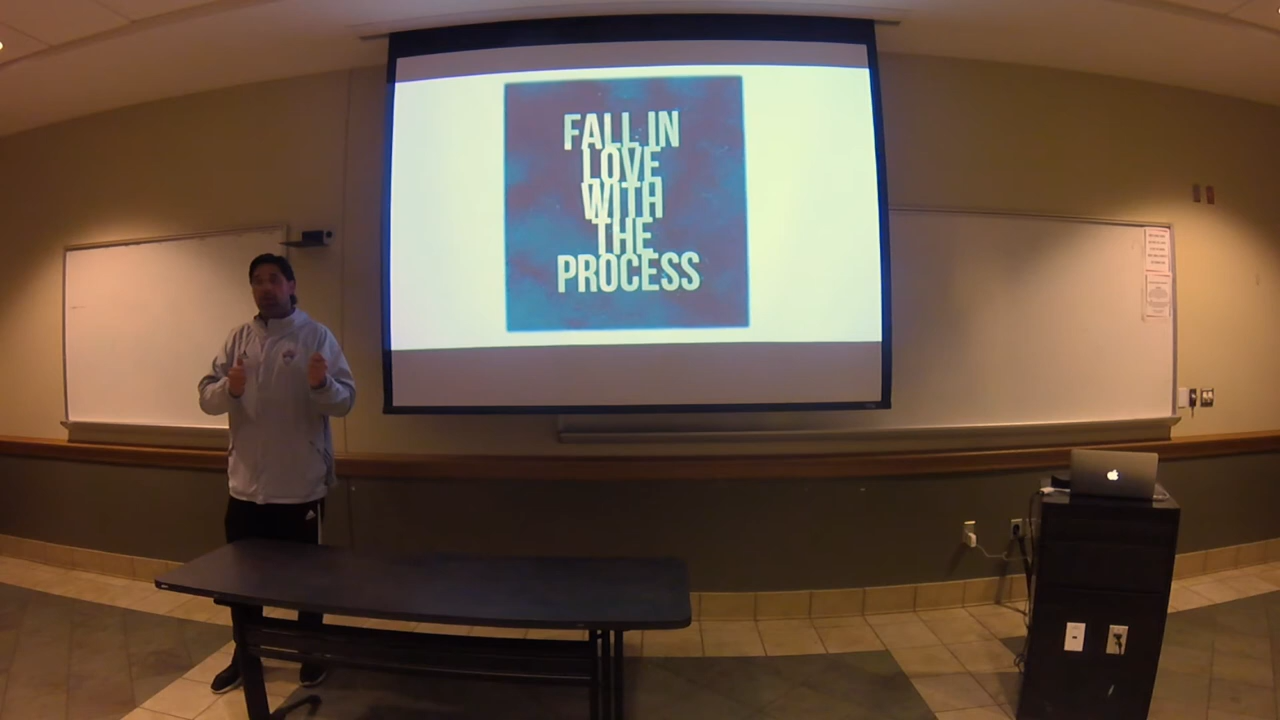 FALL IN
LOVE
WITH
THE
PROCESS